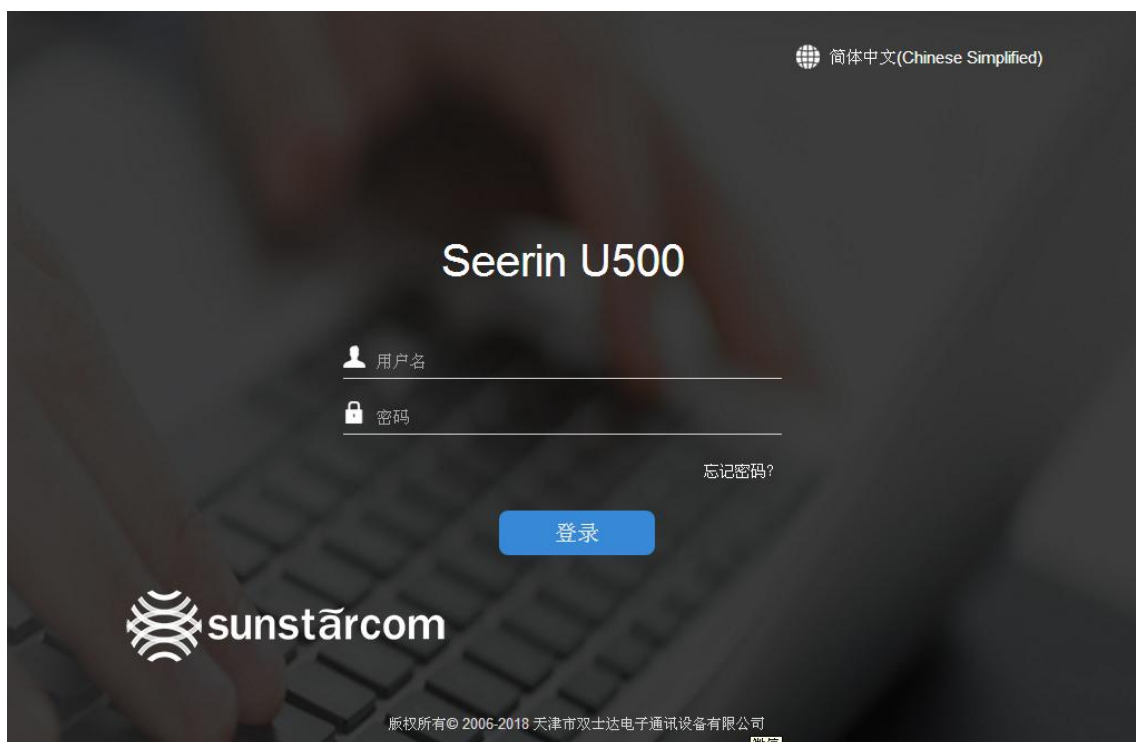 简体中文(Chinese Simplified)
Seerin U500
用户名
密码
忘记密码?
登录
sunstārcom
版权所有© 2006-2018 天津市双士达电子通讯设备有限公司